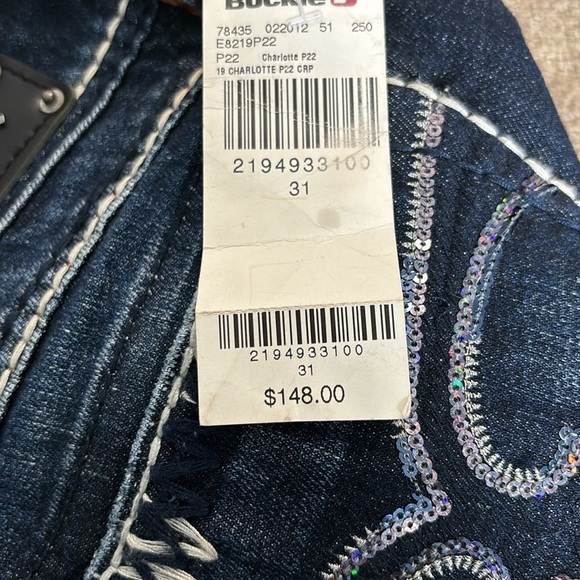 Buckle
78435 022012 51 250
E8219P22
P22 Charlotte P22
19 CHARLOTTE P22 CRP
2194933100
31
2194933100
31
$148.00